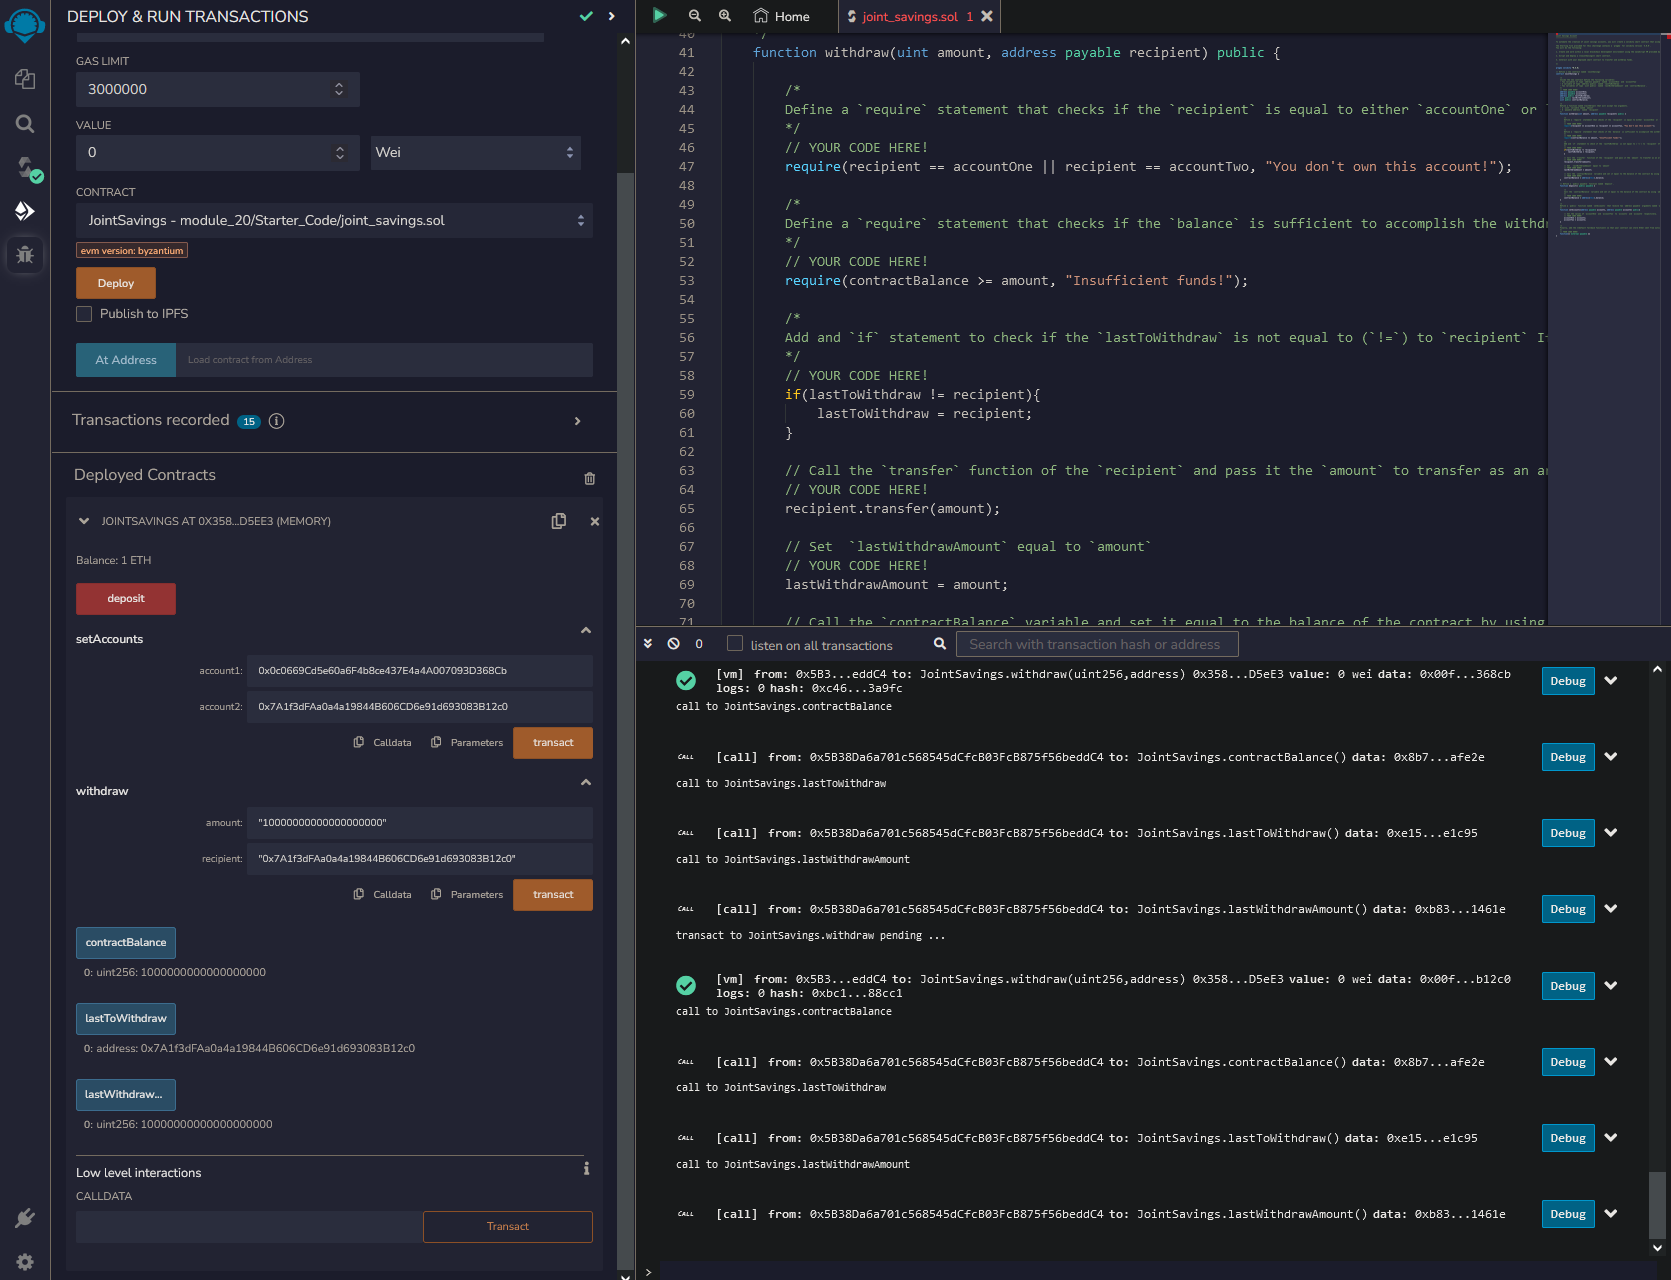 DEPLOY & RUN TRANSACTIONS
GAS LIMIT
3000000
VALUE
0
Wei
CONTRACT
JointSavings - module_20/Starter_Code/joint_savings.sol
evm version: byzantium
Deploy
Publish to IPFS
At Address
Load contract from Address
Transactions recorded 15
Deployed Contracts
JOINTSAVINGS AT 0X358...D5EE3 (MEMORY)
Balance: 1 ETH
deposit
setAccounts
account1: 0x0c0669Cd5e60a6F4b8ce437E4a4A007093D368Cb
account2: 0x7A1f3dFAa0a4a19844B606CD6e91d693083B12c0
Calldata Parameters transact
withdraw
amount: "10000000000000000000"
recipient: "0x7A1f3dFAa0a4a19844B606CD6e91d693083B12c0"
Calldata Parameters transact
contractBalance
0: uint256: 1000000000000000000
lastToWithdraw
0: address: 0x7A1f3dFAa0a4a19844B606CD6e91d693083B12c0
lastWithdraw...
0: uint256: 10000000000000000000
Low level interactions
CALLDATA
Transact
Home
joint_savings.sol 1
40 */
41 function withdraw(uint amount, address payable recipient) public {
42
43 /*
44 Define a `require` statement that checks if the `recipient` is equal to either `accountOne` or `
45 */
46 // YOUR CODE HERE!
47 require(recipient == accountOne || recipient == accountTwo, "You don't own this account!");
48
49 /*
50 Define a `require` statement that checks if the `balance` is sufficient to accomplish the withd
51 */
52 // YOUR CODE HERE!
53 require(contractBalance >= amount, "Insufficient funds!");
54
55 /*
56 Add and `if` statement to check if the `lastToWithdraw` is not equal to (`!=`) to `recipient` I
57 */
58 // YOUR CODE HERE!
59 if(lastToWithdraw != recipient){
60 lastToWithdraw = recipient;
61 }
62
63 // Call the `transfer` function of the `recipient` and pass it the `amount` to transfer as an a
64 // YOUR CODE HERE!
65 recipient.transfer(amount);
66
67 // Set  `lastWithdrawAmount` equal to `amount`
68 // YOUR CODE HERE!
69 lastWithdrawAmount = amount;
70
71 // Call the `contractBalance` variable and set it equal to the balance of the contract by using
0
listen on all transactions
Search with transaction hash or address
[vm] from: 0x5B3...eddC4 to: JointSavings.withdraw(uint256,address) 0x358...D5eE3 value: 0 wei data: 0x00f...368cb
logs: 0 hash: 0xc46...3a9fc
Debug
call to JointSavings.contractBalance
CALL [call] from: 0x5B38Da6a701c568545dCfcB03FcB875f56beddC4 to: JointSavings.contractBalance() data: 0x8b7...afe2e
Debug
call to JointSavings.lastToWithdraw
CALL [call] from: 0x5B38Da6a701c568545dCfcB03FcB875f56beddC4 to: JointSavings.lastToWithdraw() data: 0xe15...e1c95
Debug
call to JointSavings.lastWithdrawAmount
CALL [call] from: 0x5B38Da6a701c568545dCfcB03FcB875f56beddC4 to: JointSavings.lastWithdrawAmount() data: 0xb83...1461e
Debug
transact to JointSavings.withdraw pending ...
[vm] from: 0x5B3...eddC4 to: JointSavings.withdraw(uint256,address) 0x358...D5eE3 value: 0 wei data: 0x00f...b12c0
logs: 0 hash: 0xbc1...88cc1
Debug
call to JointSavings.contractBalance
CALL [call] from: 0x5B38Da6a701c568545dCfcB03FcB875f56beddC4 to: JointSavings.contractBalance() data: 0x8b7...afe2e
Debug
call to JointSavings.lastToWithdraw
CALL [call] from: 0x5B38Da6a701c568545dCfcB03FcB875f56beddC4 to: JointSavings.lastToWithdraw() data: 0xe15...e1c95
Debug
call to JointSavings.lastWithdrawAmount
CALL [call] from: 0x5B38Da6a701c568545dCfcB03FcB875f56beddC4 to: JointSavings.lastWithdrawAmount() data: 0xb83...1461e
Debug
>